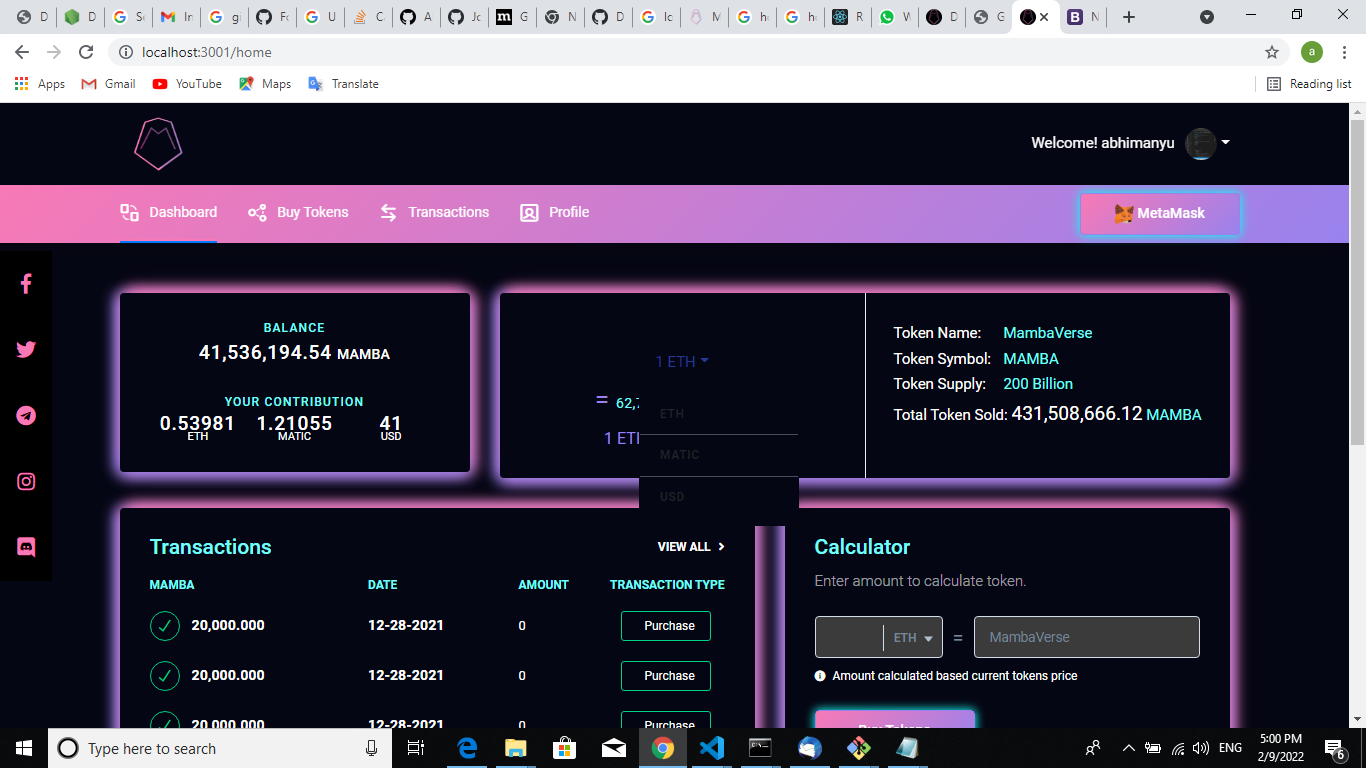 localhost:3001/home
Apps Gmail YouTube Maps Translate Reading list
Welcome! abhimanyu
Dashboard Buy Tokens Transactions Profile MetaMask
BALANCE
41,536,194.54 MAMBA
YOUR CONTRIBUTION
0.53981 1.21055 41
ETH MATIC USD
1 ETH
= 62,7
1 ETH
ETH
MATIC
USD
Token Name: MambaVerse
Token Symbol: MAMBA
Token Supply: 200 Billion
Total Token Sold: 431,508,666.12 MAMBA
Transactions VIEW ALL
MAMBA DATE AMOUNT TRANSACTION TYPE
20,000.000 12-28-2021 0 Purchase
20,000.000 12-28-2021 0 Purchase
20,000.000 12-28-2021 0 Purchase
Calculator
Enter amount to calculate token.
ETH = MambaVerse
Amount calculated based current tokens price
Buy Tokens
Type here to search
ENG
5:00 PM
2/9/2022
6